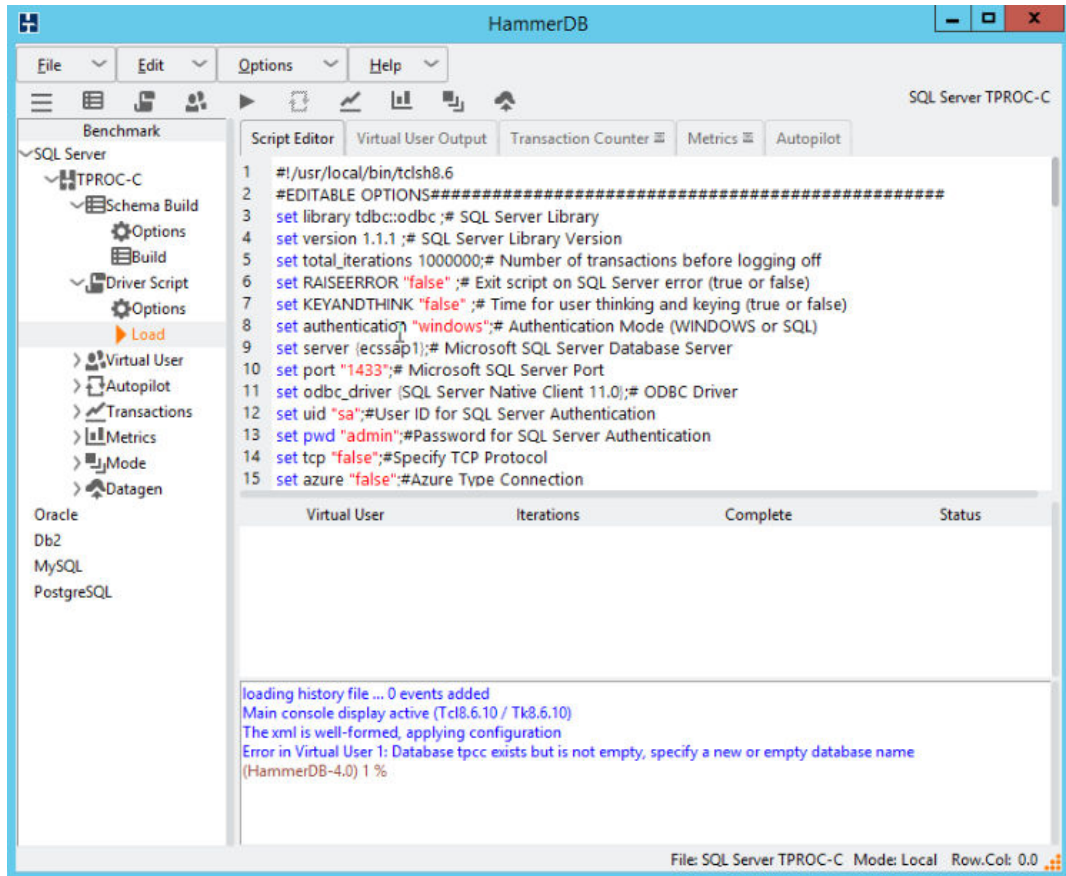 HammerDB
File Edit Options Help
SQL Server TPROC-C
Benchmark
SQL Server
TPROC-C
Schema Build
Options
Build
Driver Script
Options
Load
Virtual User
Autopilot
Transactions
Metrics
Mode
Datagen
Oracle
Db2
MySQL
PostgreSQL
Script Editor Virtual User Output Transaction Counter Metrics Autopilot
1 #!/usr/local/bin/tclsh8.6
2 #EDITABLE OPTIONS##################################################
3 set library tdbc::odbc ;# SQL Server Library
4 set version 1.1.1 ;# SQL Server Library Version
5 set total_iterations 1000000;# Number of transactions before logging off
6 set RAISEERROR "false" ;# Exit script on SQL Server error (true or false)
7 set KEYANDTHINK "false" ;# Time for user thinking and keying (true or false)
8 set authentication "windows";# Authentication Mode (WINDOWS or SQL)
9 set server {ecssap1};# Microsoft SQL Server Database Server
10 set port "1433";# Microsoft SQL Server Port
11 set odbc_driver {SQL Server Native Client 11.0};# ODBC Driver
12 set uid "sa";#User ID for SQL Server Authentication
13 set pwd "admin";#Password for SQL Server Authentication
14 set tcp "false";#Specify TCP Protocol
15 set azure "false";#Azure Type Connection
Virtual User Iterations Complete Status
loading history file ... 0 events added
Main console display active (Tcl8.6.10 / Tk8.6.10)
The xml is well-formed, applying configuration
Error in Virtual User 1: Database tpcc exists but is not empty, specify a new or empty database name
(HammerDB-4.0) 1 %
File: SQL Server TPROC-C Mode: Local Row.Col: 0.0